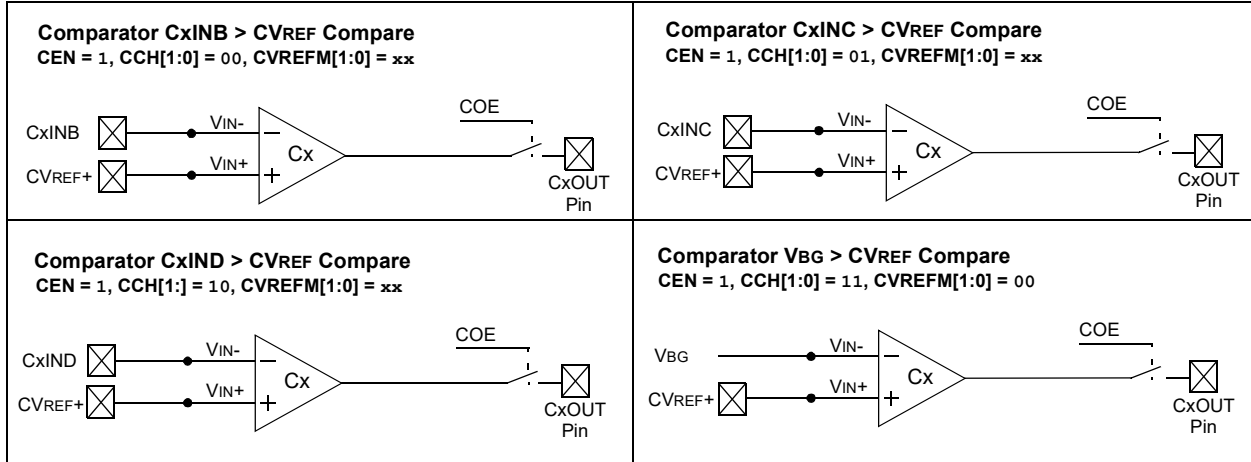 Comparator CxINB > CVREF Compare
CEN = 1, CCH[1:0] = 00, CVREFM[1:0] = xx
COE
CxINB
VIN-
–
Cx
CVREF+
VIN+
+
CxOUT
Pin
Comparator CxINC > CVREF Compare
CEN = 1, CCH[1:0] = 01, CVREFM[1:0] = xx
COE
CxINC
VIN-
–
Cx
CVREF+
VIN+
+
CxOUT
Pin
Comparator CxIND > CVREF Compare
CEN = 1, CCH[1:] = 10, CVREFM[1:0] = xx
COE
CxIND
VIN-
–
Cx
CVREF+
VIN+
+
CxOUT
Pin
Comparator VBG > CVREF Compare
CEN = 1, CCH[1:0] = 11, CVREFM[1:0] = 00
COE
VBG
VIN-
–
Cx
CVREF+
VIN+
+
CxOUT
Pin